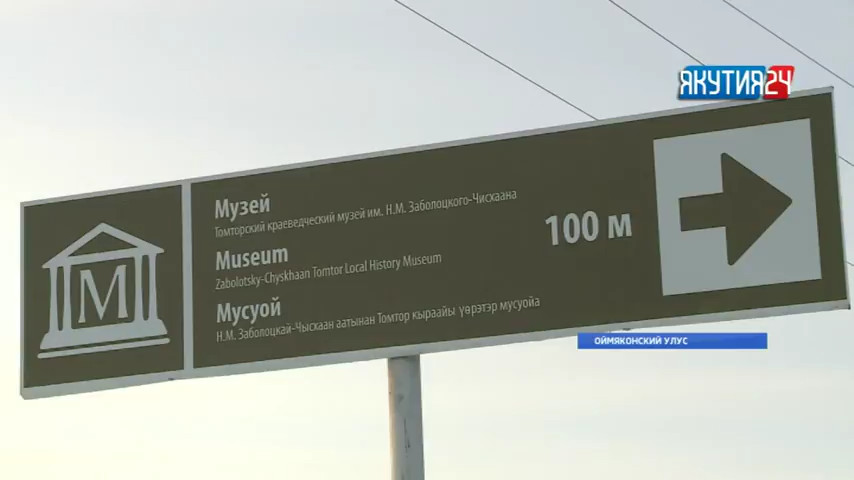 ЯКУТИЯ24
Музей
Томторский краеведческий музей им. Н.М. Заболоцкого-Чисхаана
Museum
Zabolotsky-Chyskhaan Tomtor Local History Museum
Мусуой
Н.М. Заболоцкай-Чысхаан аатынан Томтор кыраайы үөрэтэр мусуойа
100 м
М
ОЙМЯКОНСКИЙ УЛУС